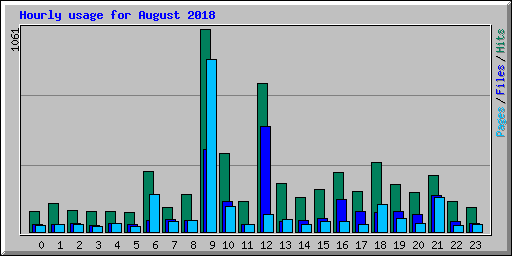 Hourly usage for August 2018
1061
Pages / Files / Hits
0 1 2 3 4 5 6 7 8 9 10 11 12 13 14 15 16 17 18 19 20 21 22 23